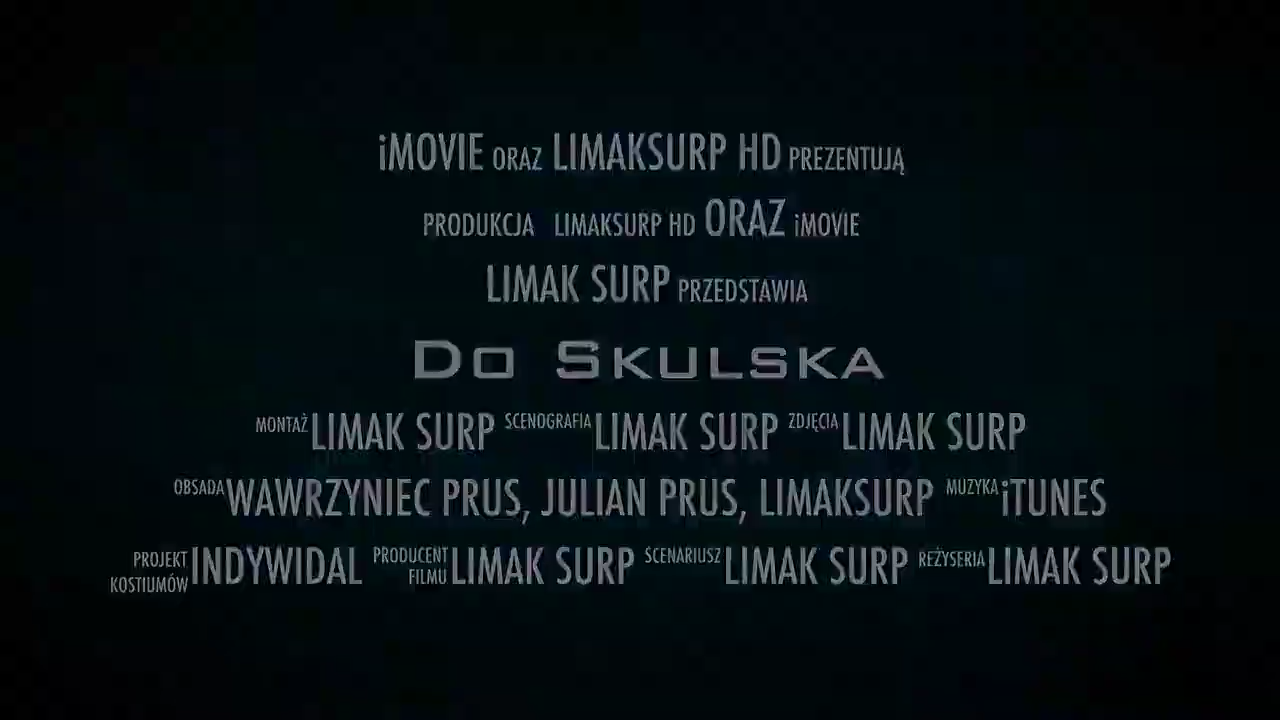 iMOVIE ORAZ LIMAKSURP HD PREZENTUJĄ
PRODUKCJA LIMAKSURP HD ORAZ iMOVIE
LIMAK SURP PRZEDSTAWIA
DO SKULSKA
MONTAŻ LIMAK SURP SCENOGRAFIA LIMAK SURP ZDJĘCIA LIMAK SURP
OBSADA WAWRZYNIEC PRUS, JULIAN PRUS, LIMAKSURP MUZYKA iTUNES
PROJEKT KOSTIUMÓW INDYWIDAL PRODUCENT FILMU LIMAK SURP SCENARIUSZ LIMAK SURP REŻYSERIA LIMAK SURP